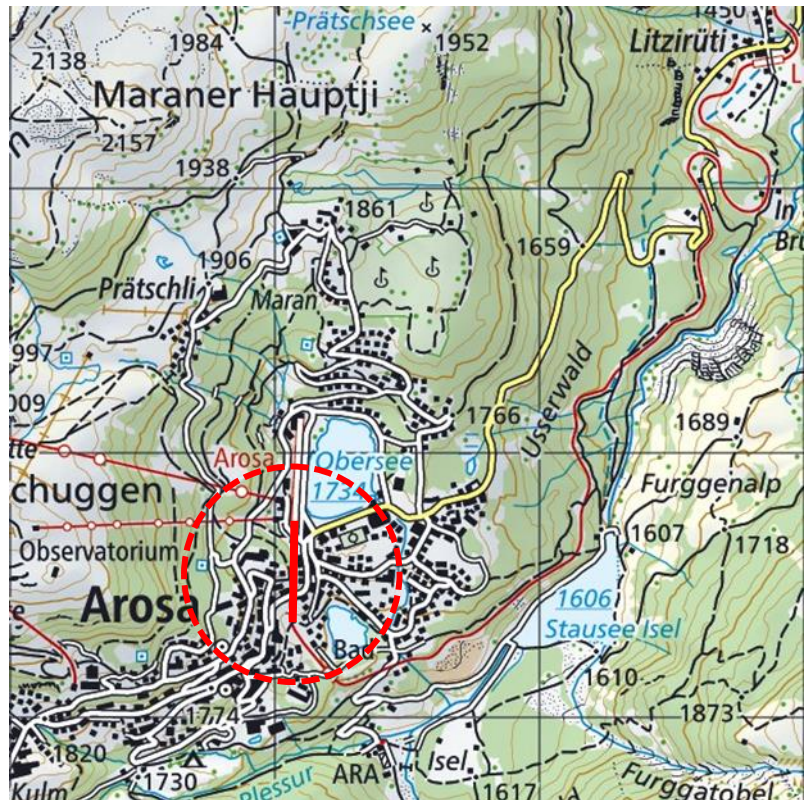 1450
-Prätschsee
1952
Litzirüti
1984
2138
Maraner Hauptji
2157
1938
1861
In
Bru
1659
1906
Prätschli
Maran
997
009
1766
Usserwald
1689
Arosa
Obersee
1734
chuggen
Furggenalp
1607
1718
Observatorium
Arosa
1606
Stausee Isel
Bad
1610
1774
1873
1820
1730
Plessur
ARA
Isel
Kulm
1617
Furggatobel